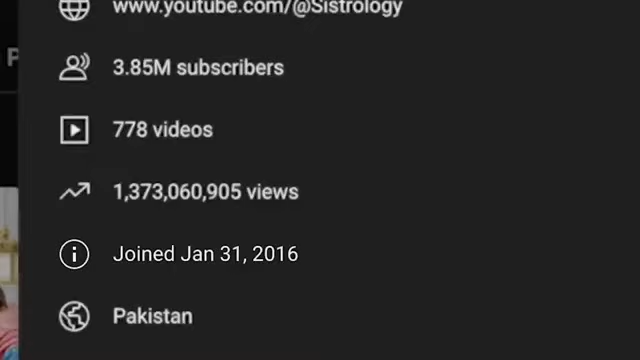 www.youtube.com/@Sistrology
3.85M subscribers
778 videos
1,373,060,905 views
Joined Jan 31, 2016
Pakistan